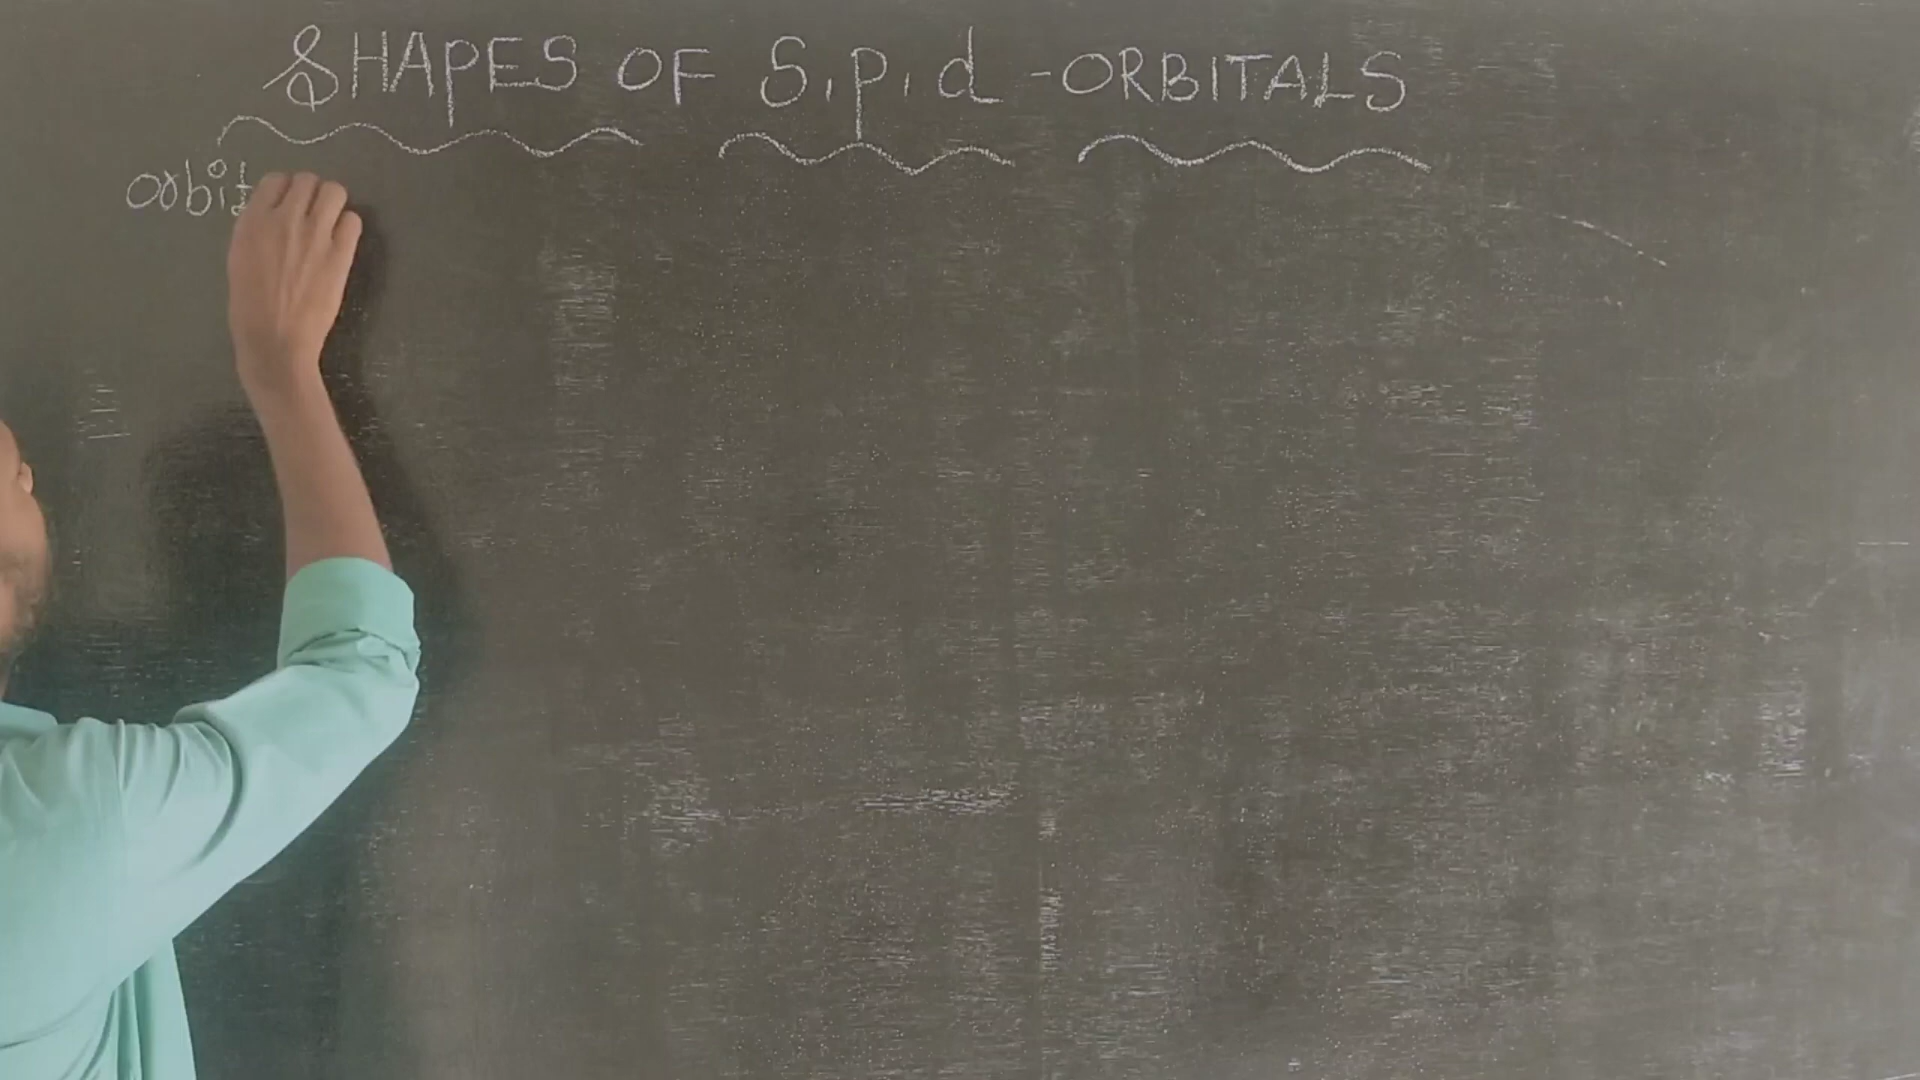 SHAPES OF S, p, d - ORBITALS
orbit